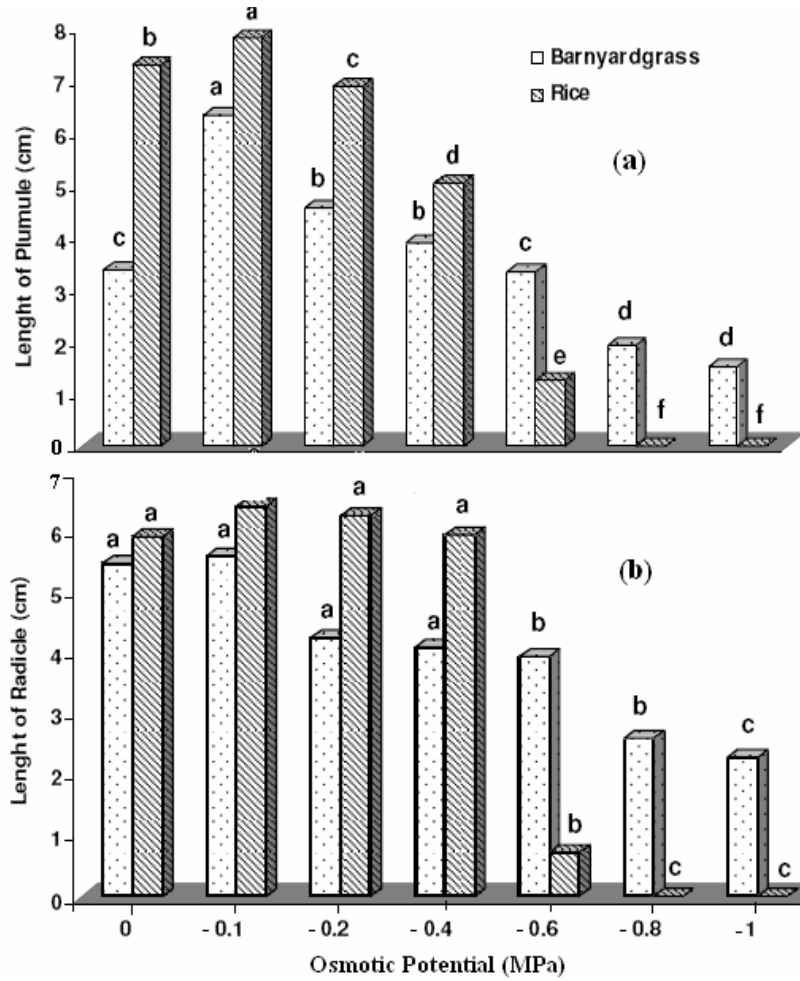 8
7
6
5
4
3
2
1
0
Lenght of Plumule (cm)
Barnyardgrass
Rice
(a)
c b a a b c b d c e d f d f
7
6
5
4
3
2
1
0
Lenght of Radicle (cm)
(b)
a a a a a a a b b b c c c
0 - 0.1 - 0.2 - 0.4 - 0.6 - 0.8 -1
Osmotic Potential (MPa)